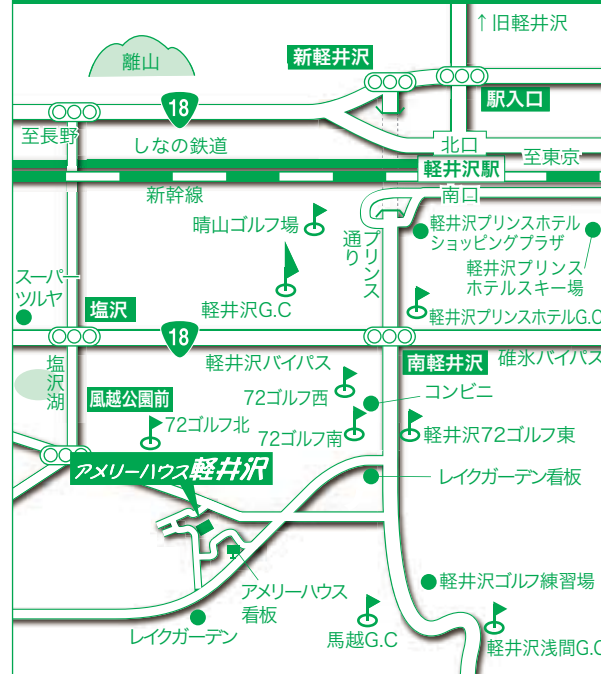 ↑旧軽井沢
離山
新軽井沢
駅入口
18
至長野
しなの鉄道
北口
至東京
軽井沢駅
新幹線
南口
晴山ゴルフ場
プリンス
通り
軽井沢プリンスホテル
ショッピングプラザ
軽井沢プリンス
ホテルスキー場
スーパー
ツルヤ
塩沢
軽井沢G.C
軽井沢プリンスホテルG.C
18
塩沢湖
軽井沢バイパス
南軽井沢
碓氷バイパス
風越公園前
72ゴルフ西
コンビニ
72ゴルフ北
72ゴルフ南
軽井沢72ゴルフ東
アメリーハウス軽井沢
レイクガーデン看板
アメリーハウス
看板
軽井沢ゴルフ練習場
レイクガーデン
馬越G.C
軽井沢浅間G.C